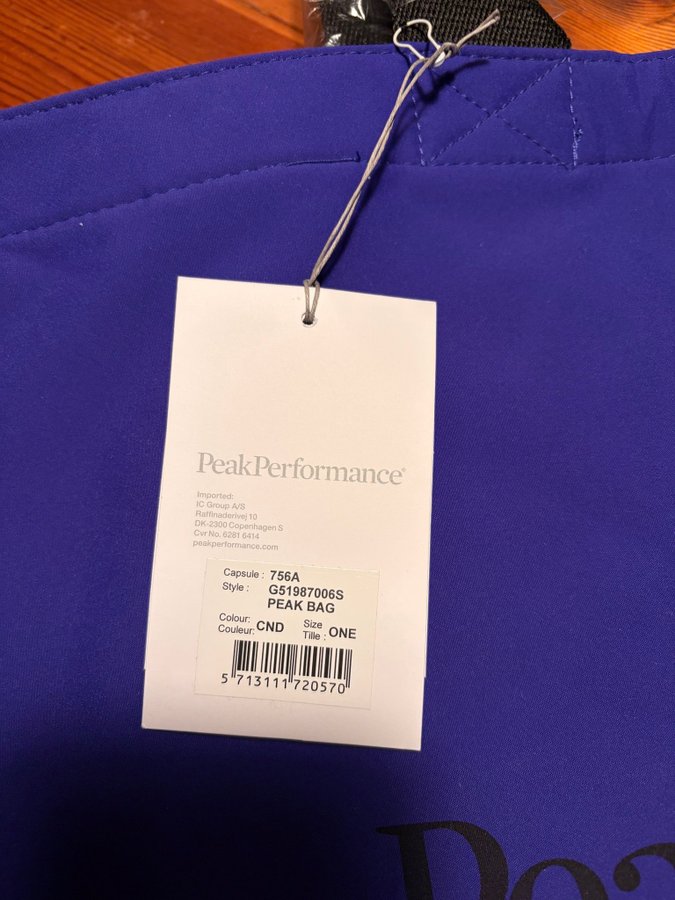 PeakPerformance®
Imported:
IC Group A/S
Raffinaderivej 10
DK-2300 Copenhagen S
Cvr No. 6281 6414
peakperformance.com
Capsule : 756A
Style : G51987006S
PEAK BAG
Colour: CND Size ONE
Couleur: Tille :
5 713111 720570
Pea